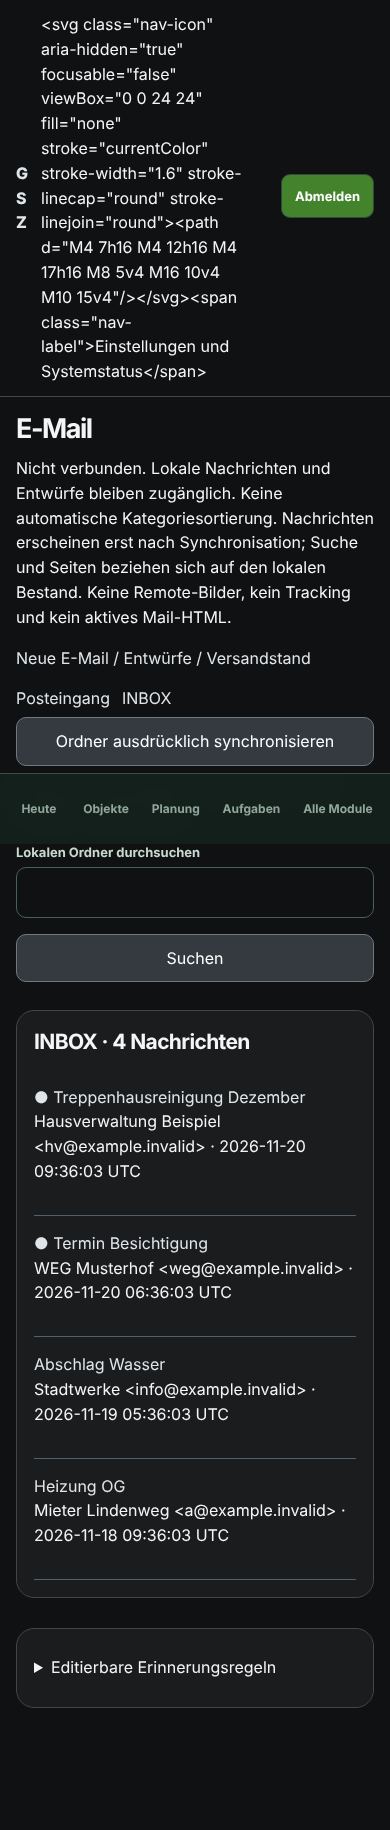 <svg class="nav-icon"
aria-hidden="true"
focusable="false"
viewBox="0 0 24 24"
fill="none"
stroke="currentColor"
stroke-width="1.6" stroke-
linecap="round" stroke-
linejoin="round"><path
d="M4 7h16 M4 12h16 M4
17h16 M8 5v4 M16 10v4
M10 15v4"/></svg><span
class="nav-
label">Einstellungen und
Systemstatus</span>
G
S
Z
Abmelden
E-Mail
Nicht verbunden. Lokale Nachrichten und
Entwürfe bleiben zugänglich. Keine
automatische Kategoriesortierung. Nachrichten
erscheinen erst nach Synchronisation; Suche
und Seiten beziehen sich auf den lokalen
Bestand. Keine Remote-Bilder, kein Tracking
und kein aktives Mail-HTML.
Neue E-Mail / Entwürfe / Versandstand
Posteingang INBOX
Ordner ausdrücklich synchronisieren
Heute Objekte Planung Aufgaben Alle Module
Lokalen Ordner durchsuchen
Suchen
INBOX · 4 Nachrichten
● Treppenhausreinigung Dezember
Hausverwaltung Beispiel
<hv@example.invalid> · 2026-11-20
09:36:03 UTC
● Termin Besichtigung
WEG Musterhof <weg@example.invalid> ·
2026-11-20 06:36:03 UTC
Abschlag Wasser
Stadtwerke <info@example.invalid> ·
2026-11-19 05:36:03 UTC
Heizung OG
Mieter Lindenweg <a@example.invalid> ·
2026-11-18 09:36:03 UTC
▶ Editierbare Erinnerungsregeln